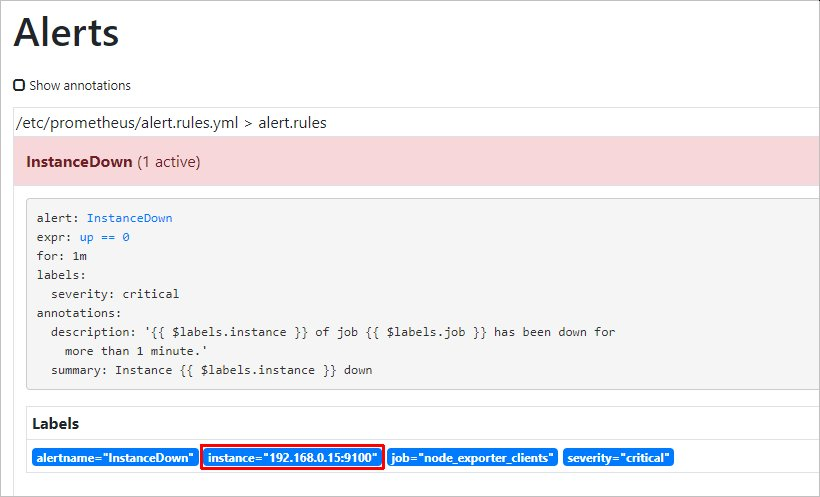 Alerts
Show annotations
/etc/prometheus/alert.rules.yml > alert.rules
InstanceDown (1 active)
alert: InstanceDown
expr: up == 0
for: 1m
labels:
  severity: critical
annotations:
  description: '{{ $labels.instance }} of job {{ $labels.job }} has been down for
    more than 1 minute.'
  summary: Instance {{ $labels.instance }} down
Labels
alertname="InstanceDown" instance="192.168.0.15:9100" job="node_exporter_clients" severity="critical"